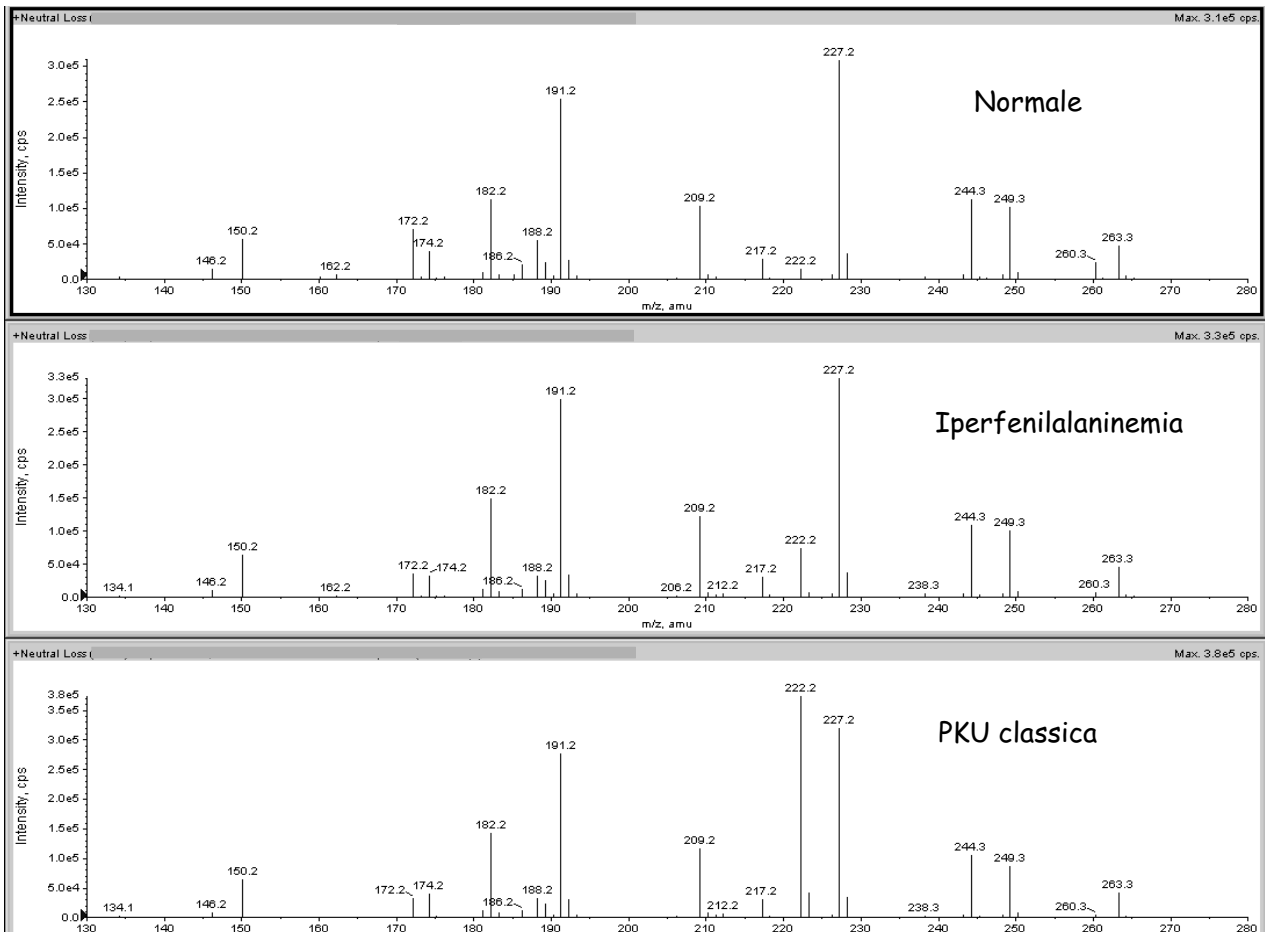 +Neutral Loss Max. 3.1e5 cps.
Intensity, cps
3.0e5
2.5e5
2.0e5
1.5e5
1.0e5
5.0e4
0.0
Normale
146.2 150.2 162.2 172.2 174.2 182.2 186.2 188.2 191.2 209.2 217.2 222.2 227.2 244.3 249.3 260.3 263.3
130 140 150 160 170 180 190 200 210 220 230 240 250 260 270 280
m/z, amu
+Neutral Loss Max. 3.3e5 cps.
Intensity, cps
3.3e5
3.0e5
2.5e5
2.0e5
1.5e5
1.0e5
5.0e4
0.0
Iperfenilalaninemia
134.1 146.2 150.2 162.2 172.2 174.2 182.2 186.2 188.2 191.2 206.2 209.2 212.2 217.2 222.2 227.2 238.3 244.3 249.3 260.3 263.3
130 140 150 160 170 180 190 200 210 220 230 240 250 260 270 280
m/z, amu
+Neutral Loss Max. 3.8e5 cps.
Intensity, cps
3.8e5
3.5e5
3.0e5
2.5e5
2.0e5
1.5e5
1.0e5
5.0e4
0.0
PKU classica
134.1 146.2 150.2 172.2 174.2 182.2 186.2 188.2 191.2 209.2 212.2 217.2 222.2 227.2 238.3 244.3 249.3 260.3 263.3
130 140 150 160 170 180 190 200 210 220 230 240 250 260 270 280